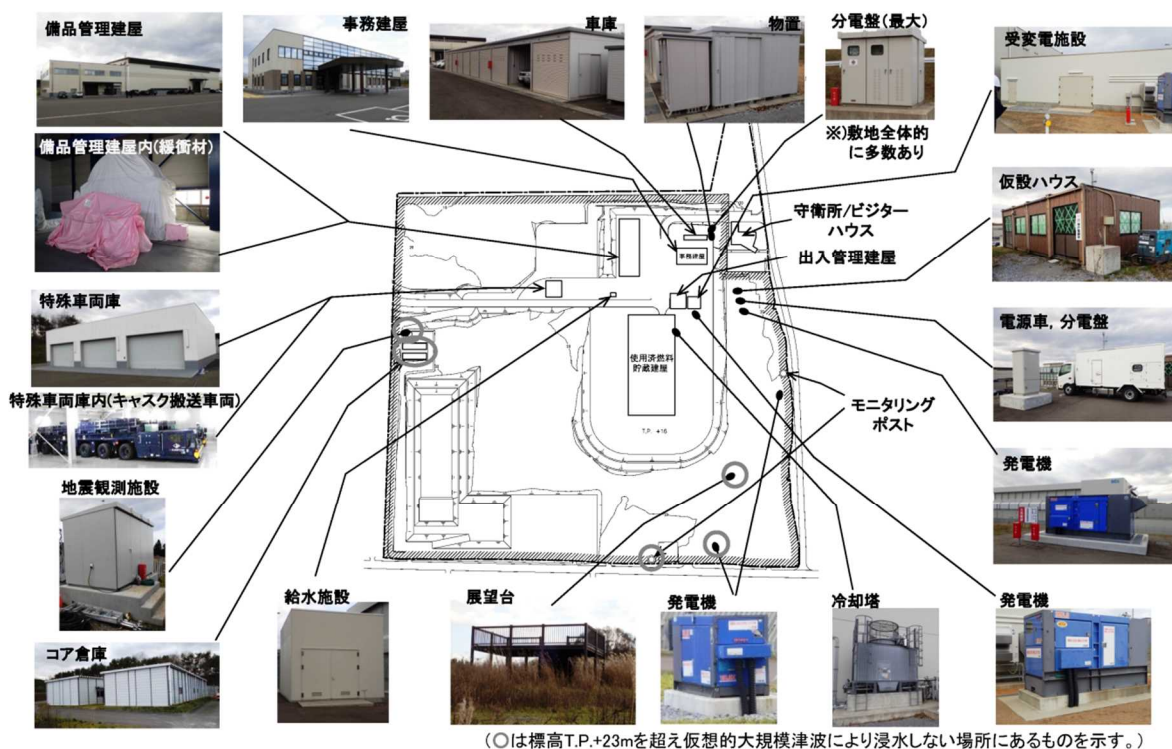 備品管理建屋
事務建屋
車庫
物置
分電盤(最大)
※)敷地全体的
に多数あり
受変電施設
備品管理建屋内(緩衝材)
仮設ハウス
守衛所/ビジター
ハウス
事務建屋
出入管理建屋
特殊車両庫
電源車,分電盤
使用済燃料
貯蔵建屋
T.P. +16
モニタリング
ポスト
特殊車両庫内(キャスク搬送車両)
地震観測施設
発電機
給水施設
展望台
発電機
冷却塔
発電機
コア倉庫
(○は標高T.P.+23mを超え仮想的大規模津波により浸水しない場所にあるものを示す。)